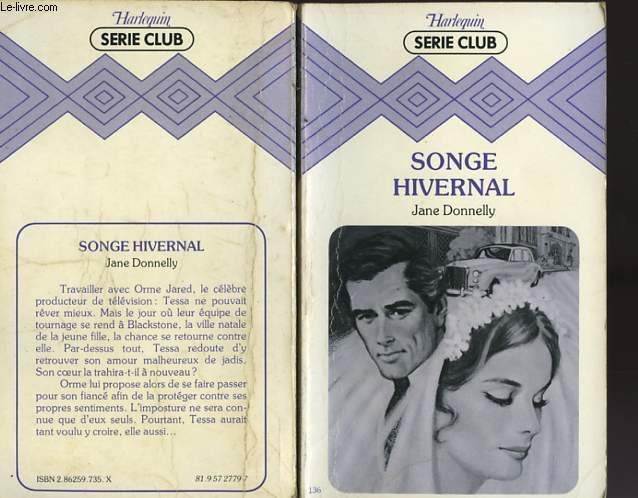 Le-livre.com
Harlequin
SERIE CLUB
SONGE HIVERNAL
Jane Donnelly
Travailler avec Orme Jared, le célèbre
producteur de télévision : Tessa ne pouvait
rêver mieux. Mais le jour où leur équipe de
tournage se rend à Blackstone, la ville natale
de la jeune fille, la chance se retourne contre
elle. Par-dessus tout, Tessa redoute d'y
retrouver son amour malheureux de jadis.
Son cœur la trahira-t-il à nouveau ?
Orme lui propose alors de se faire passer
pour son fiancé afin de la protéger contre ses
propres sentiments. L'imposture ne sera con-
nue que d'eux seuls. Pourtant, Tessa aurait
tant voulu y croire, elle aussi...
ISBN 2.86259.735.X
81.9 57 2779 7
Harlequin
SERIE CLUB
SONGE
HIVERNAL
Jane Donnelly
136